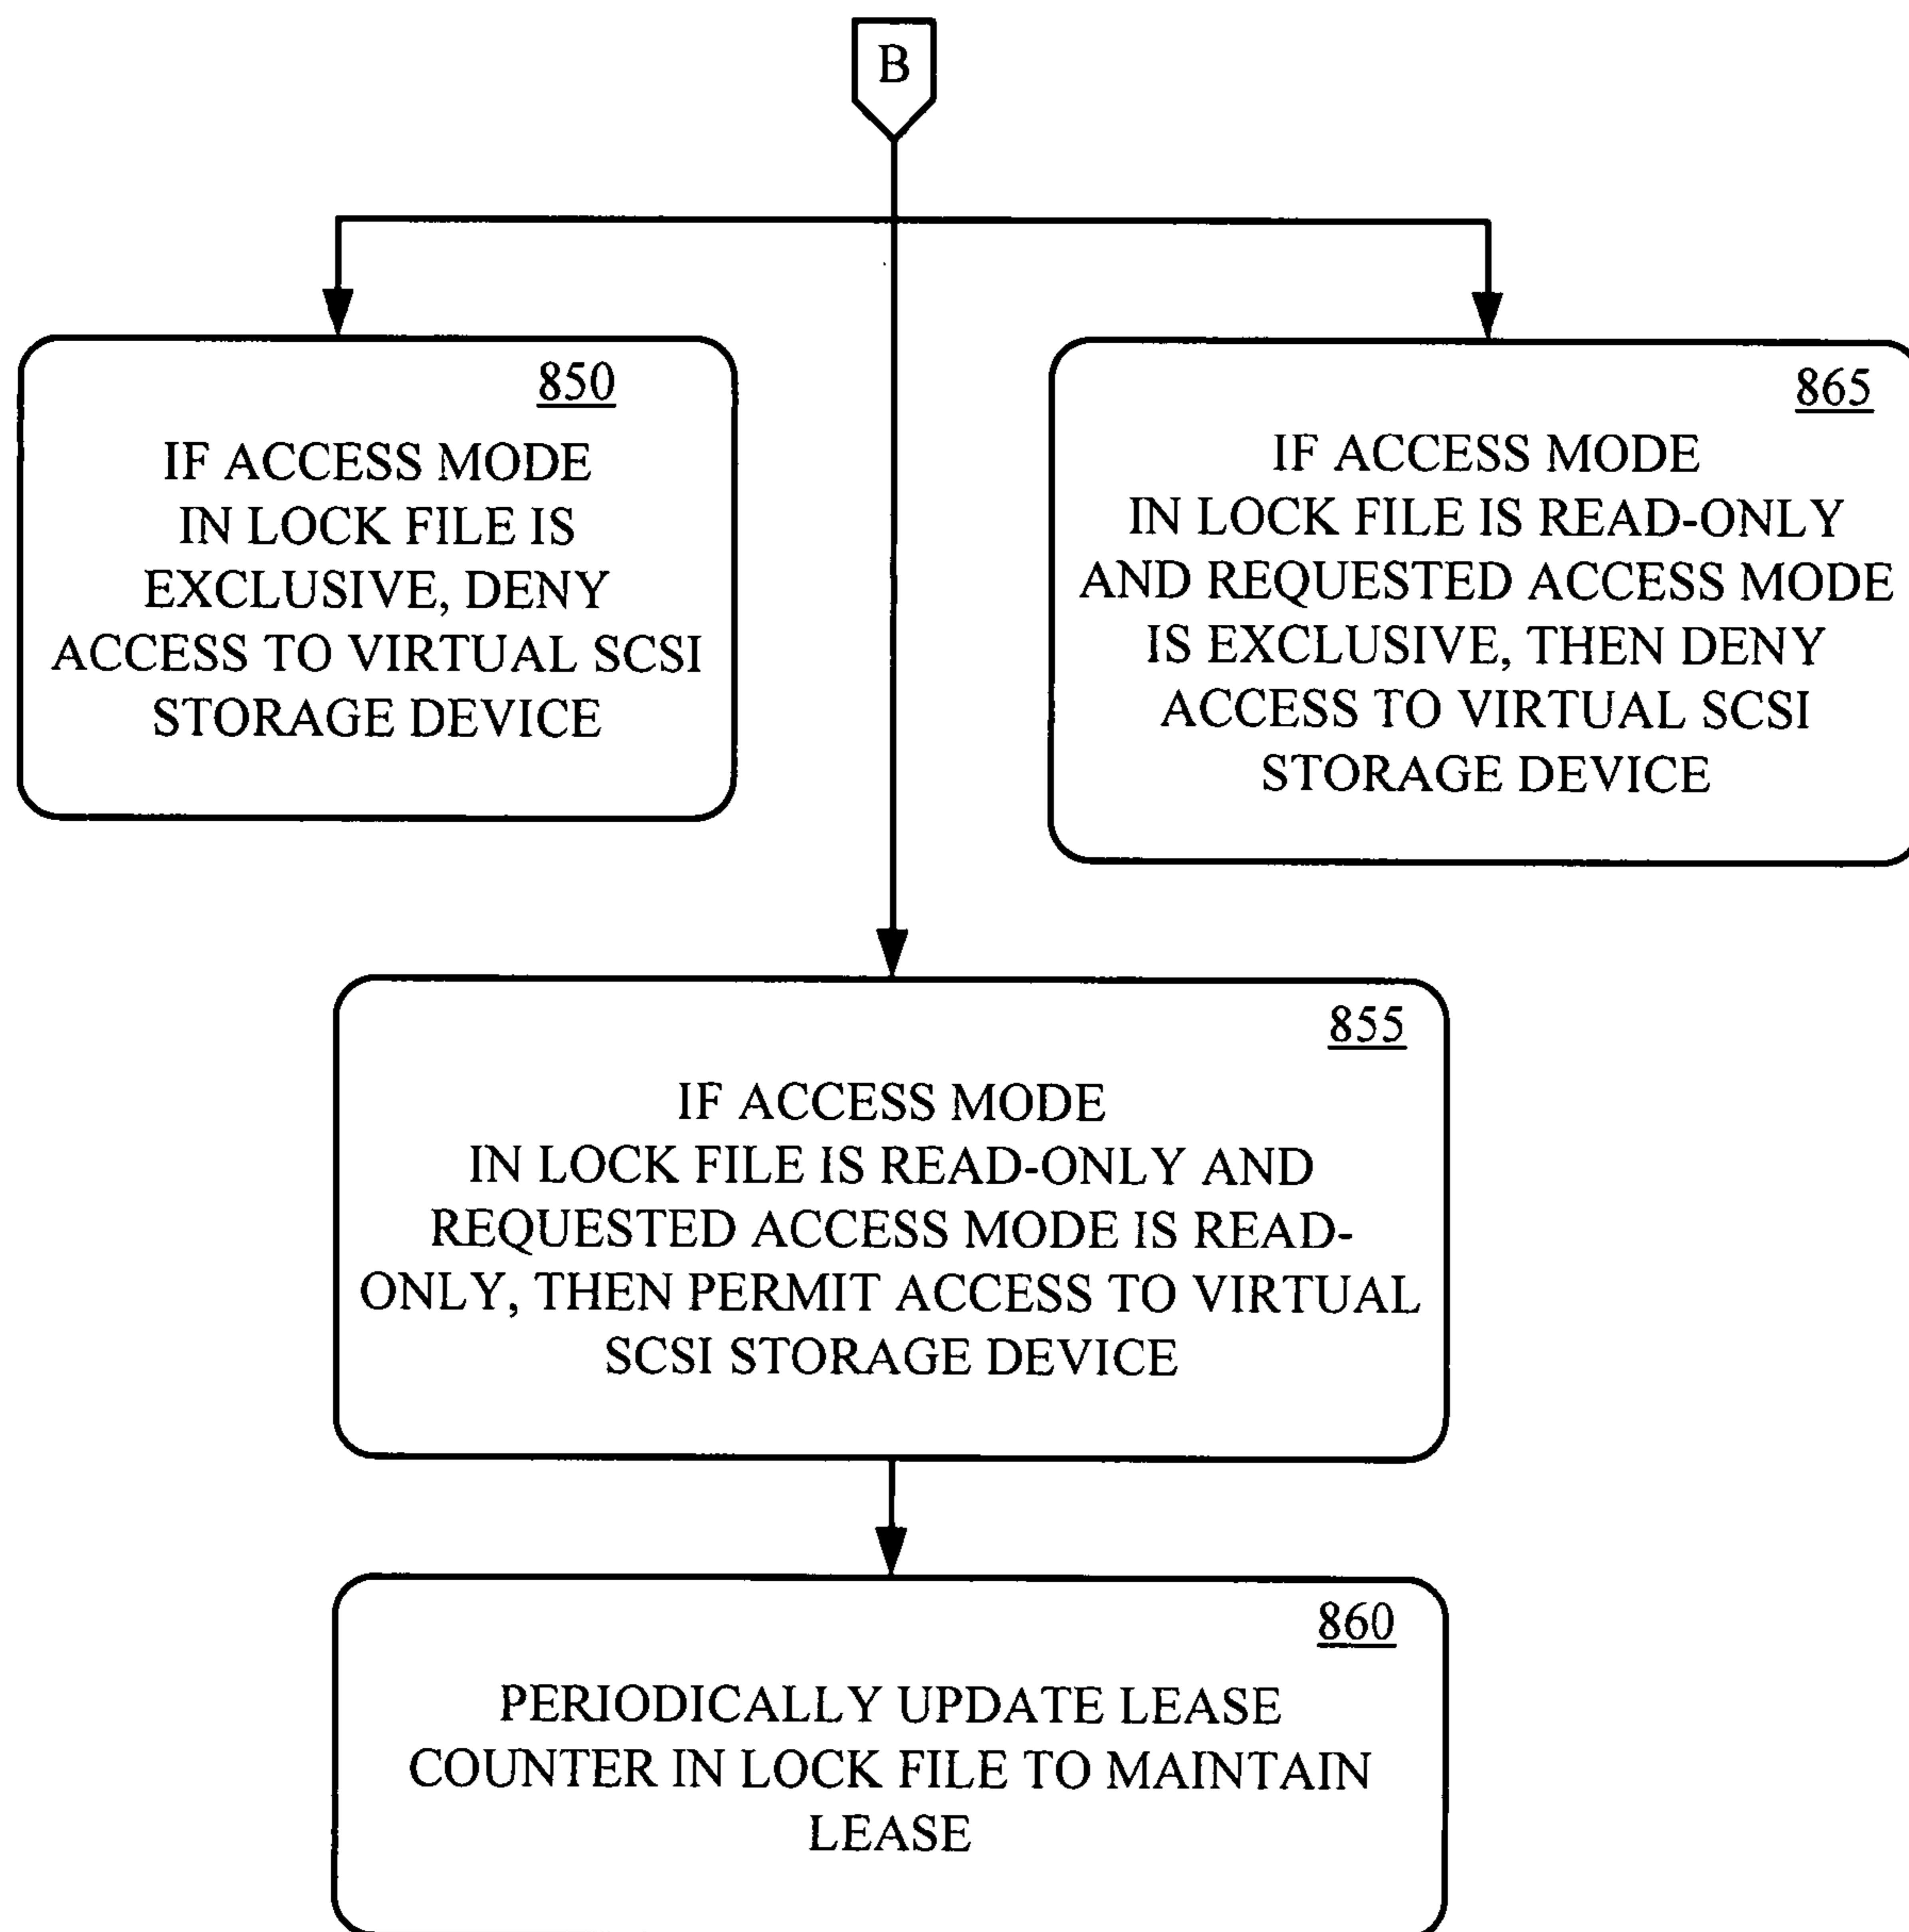 B
850
IF ACCESS MODE
IN LOCK FILE IS
EXCLUSIVE, DENY
ACCESS TO VIRTUAL SCSI
STORAGE DEVICE
865
IF ACCESS MODE
IN LOCK FILE IS READ-ONLY
AND REQUESTED ACCESS MODE
IS EXCLUSIVE, THEN DENY
ACCESS TO VIRTUAL SCSI
STORAGE DEVICE
855
IF ACCESS MODE
IN LOCK FILE IS READ-ONLY AND
REQUESTED ACCESS MODE IS READ-
ONLY, THEN PERMIT ACCESS TO VIRTUAL
SCSI STORAGE DEVICE
860
PERIODICALLY UPDATE LEASE
COUNTER IN LOCK FILE TO MAINTAIN
LEASE